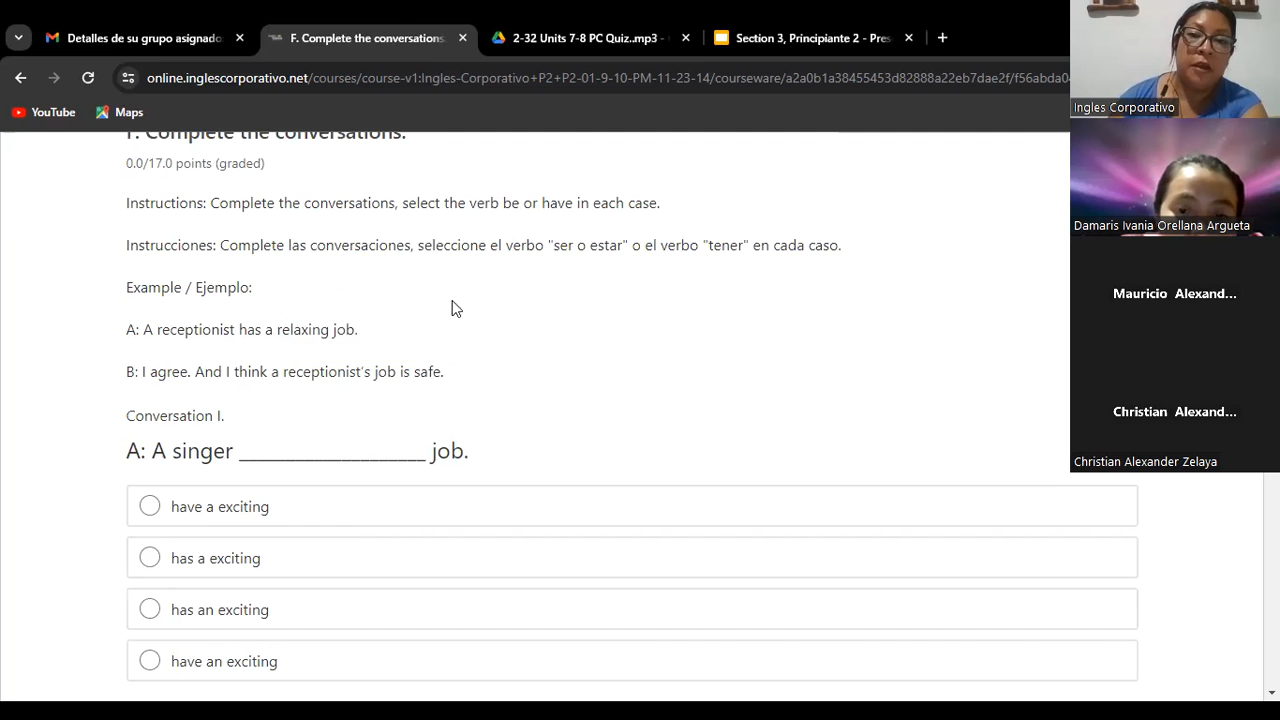 Detalles de su grupo asignado
F. Complete the conversations.
2-32 Units 7-8 PC Quiz..mp3 -
Section 3, Principiante 2 - Pres
online.inglescorporativo.net/courses/course-v1:Ingles-Corporativo+P2+P2-01-9-10-PM-11-23-14/courseware/a2a0b1a38455453d82888a22eb7dae2f/f56abda0
YouTube
Maps
F. Complete the conversations.
0.0/17.0 points (graded)
Instructions: Complete the conversations, select the verb be or have in each case.
Instrucciones: Complete las conversaciones, seleccione el verbo "ser o estar" o el verbo "tener" en cada caso.
Example / Ejemplo:
A: A receptionist has a relaxing job.
B: I agree. And I think a receptionist's job is safe.
Conversation I.
A: A singer ___________________ job.
have a exciting
has a exciting
has an exciting
have an exciting
Ingles Corporativo
Damaris Ivania Orellana Argueta
Mauricio Alexand...
Christian Alexand...
Christian Alexander Zelaya